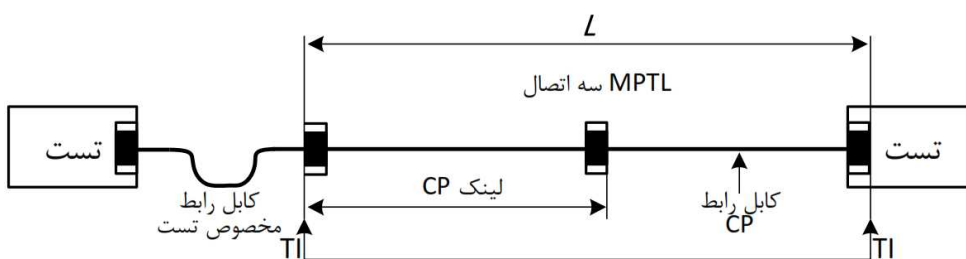 L
MPTL سه اتصال
تست
تست
لینک CP
کابل رابط
CP
کابل رابط
مخصوص تست
TI
TI